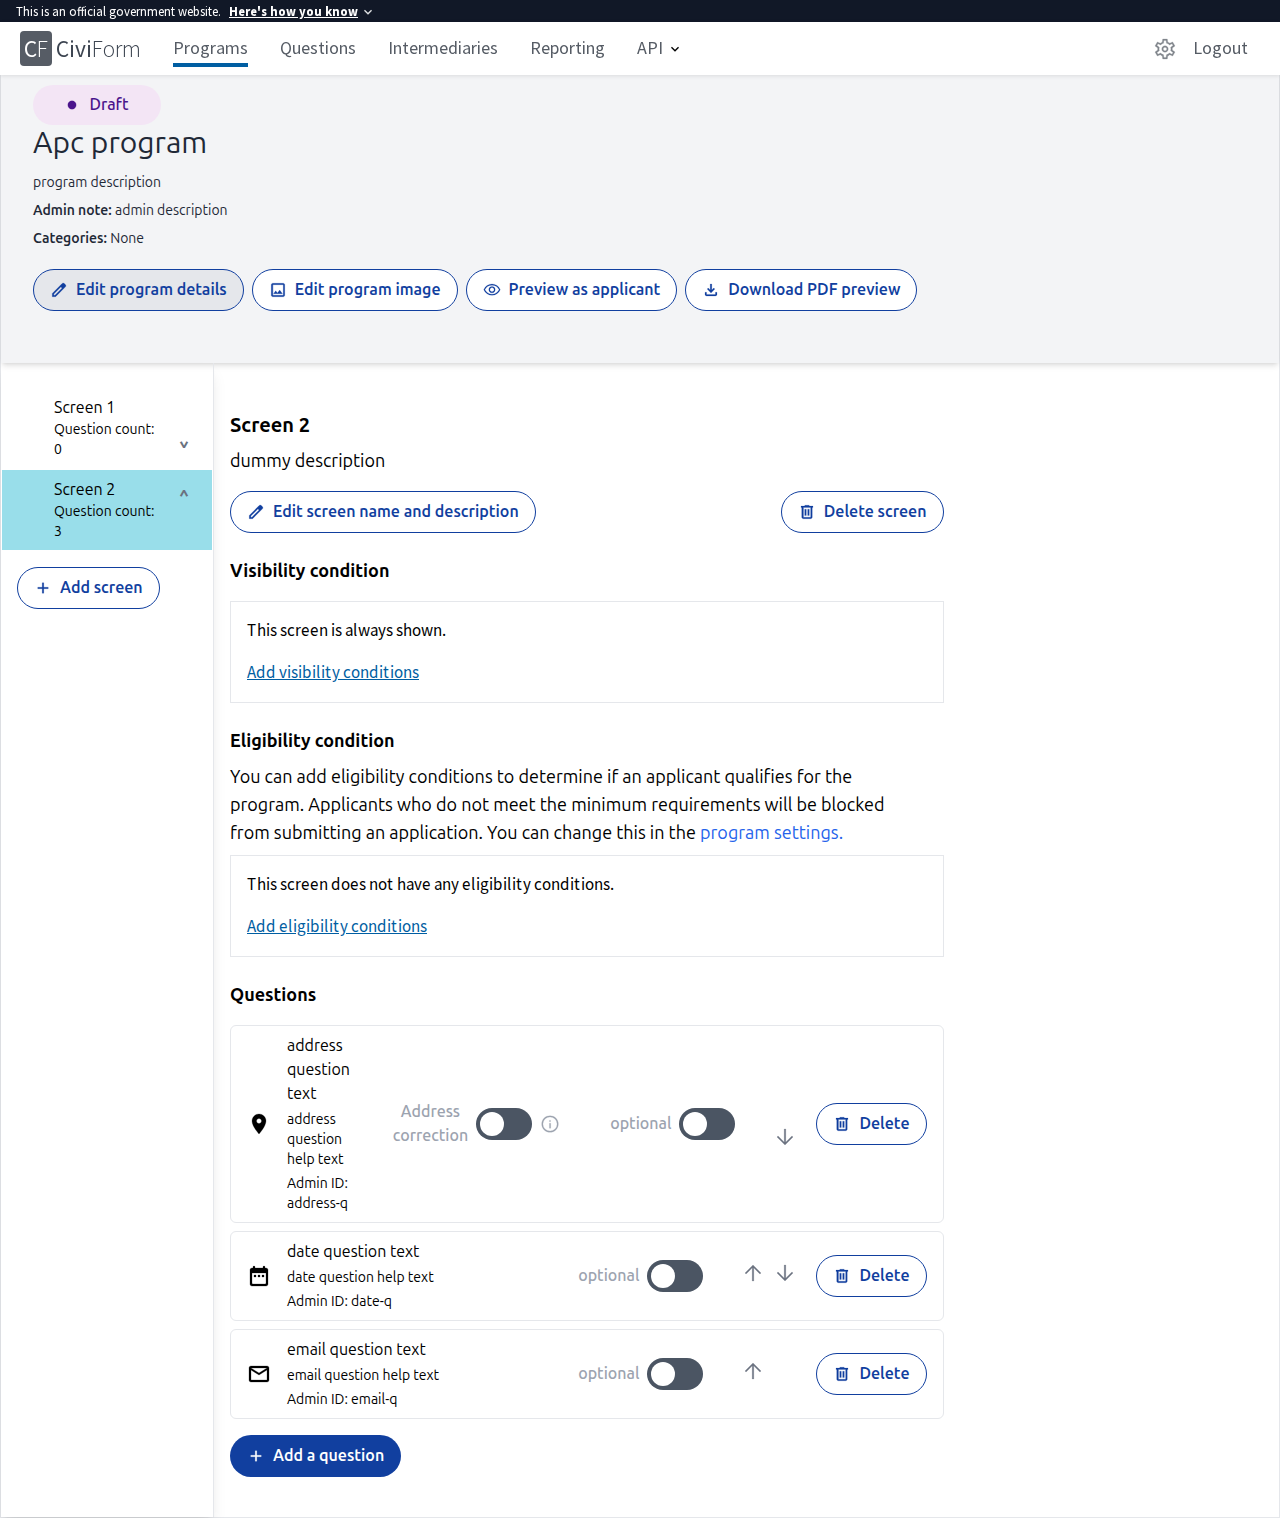 This is an official government website. Here's how you know
CF CiviForm Programs Questions Intermediaries Reporting API Logout
Draft
Apc program
program description
Admin note: admin description
Categories: None
Edit program details Edit program image Preview as applicant Download PDF preview
Screen 1
Question count:
0
Screen 2
Question count:
3
Add screen
Screen 2
dummy description
Edit screen name and description Delete screen
Visibility condition
This screen is always shown.
Add visibility conditions
Eligibility condition
You can add eligibility conditions to determine if an applicant qualifies for the
program. Applicants who do not meet the minimum requirements will be blocked
from submitting an application. You can change this in the program settings.
This screen does not have any eligibility conditions.
Add eligibility conditions
Questions
address
question
text
address
question
help text
Admin ID:
address-q
Address
correction
optional
Delete
date question text
date question help text
Admin ID: date-q
optional
Delete
email question text
email question help text
Admin ID: email-q
optional
Delete
Add a question